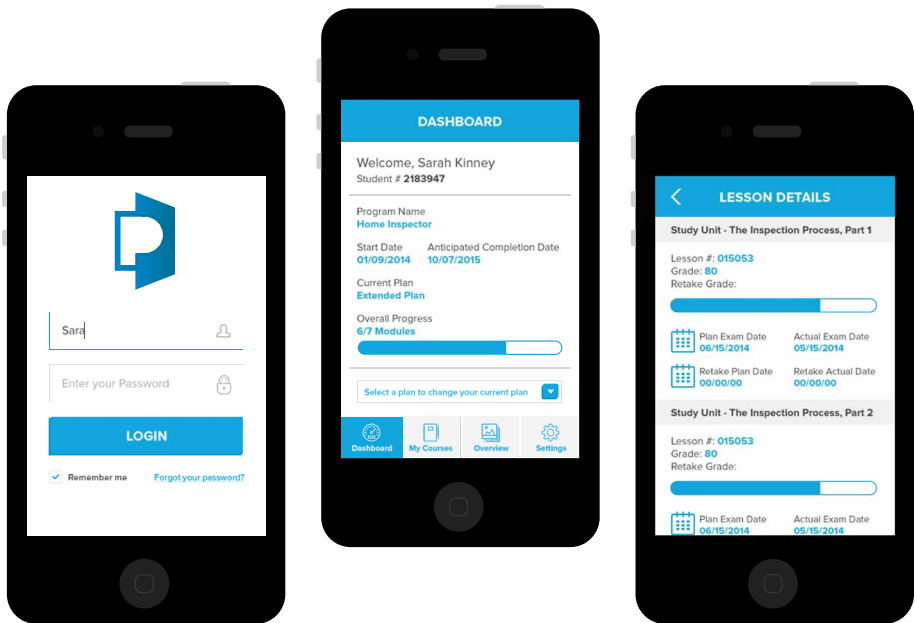 Sara
Enter your Password
LOGIN
Remember me
Forgot your password?
DASHBOARD
Welcome, Sarah Kinney
Student # 2183947
Program Name
Home Inspector
Start Date Anticipated Completion Date
01/09/2014 10/07/2015
Current Plan
Extended Plan
Overall Progress
6/7 Modules
Select a plan to change your current plan
Dashboard My Courses Overview Settings
LESSON DETAILS
Study Unit - The Inspection Process, Part 1
Lesson #: 015053
Grade: 80
Retake Grade:
Plan Exam Date Actual Exam Date
06/15/2014 05/15/2014
Retake Plan Date Retake Actual Date
00/00/00 00/00/00
Study Unit - The Inspection Process, Part 2
Lesson #: 015053
Grade: 80
Retake Grade:
Plan Exam Date Actual Exam Date
06/15/2014 05/15/2014